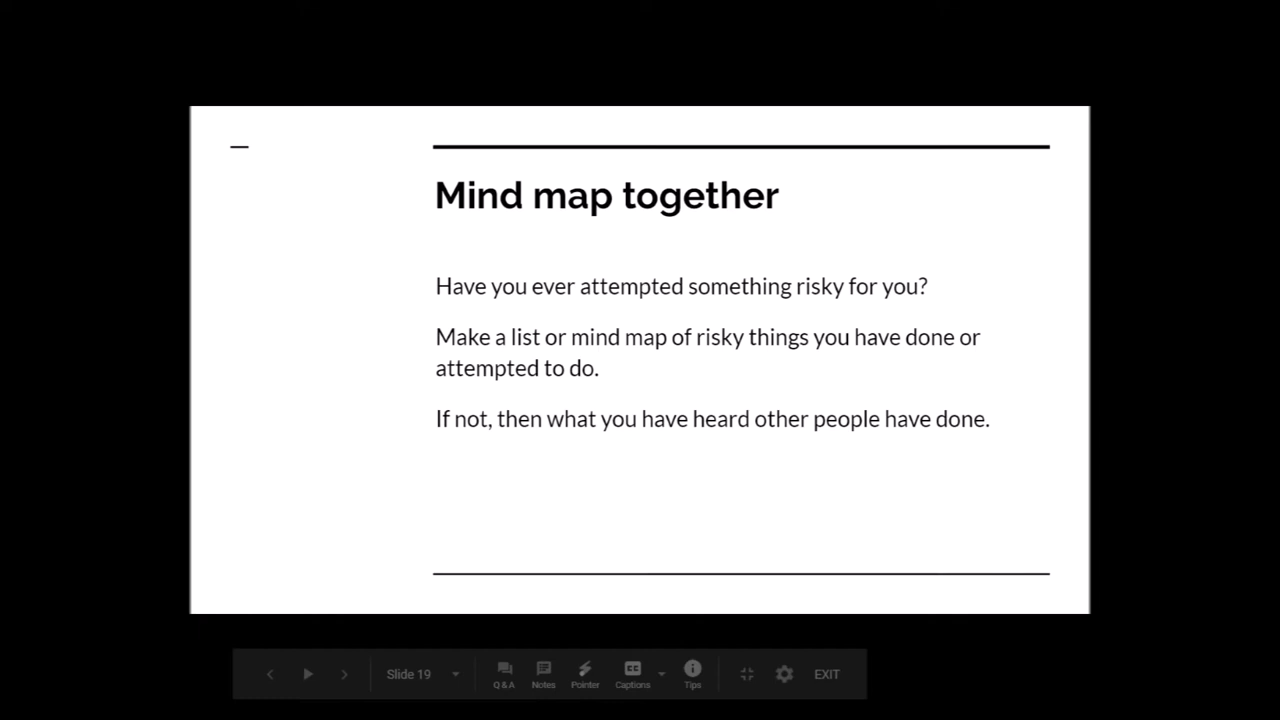 Mind map together
Have you ever attempted something risky for you?
Make a list or mind map of risky things you have done or
attempted to do.
If not, then what you have heard other people have done.
Slide 19
Q & A
Notes
Pointer
CC
Captions
Tips
EXIT